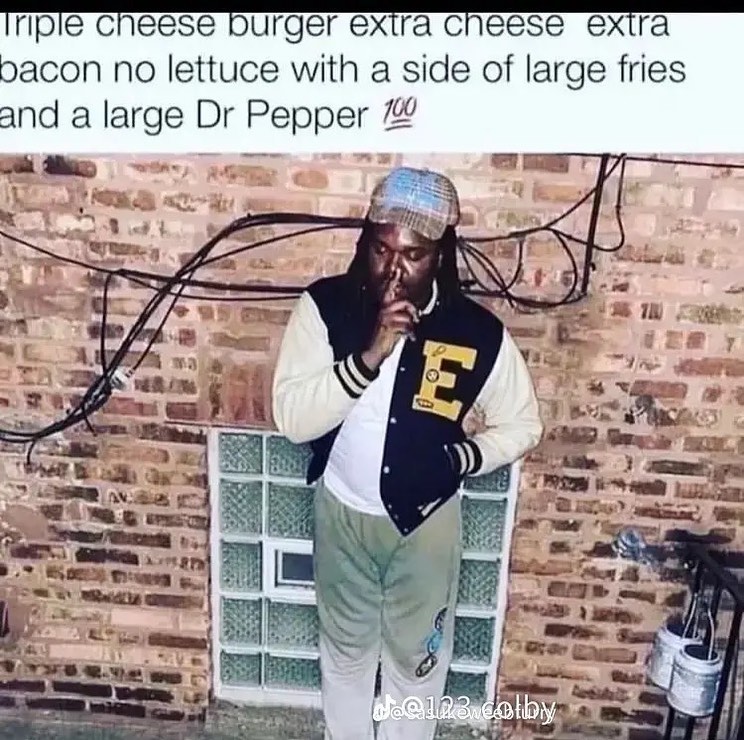 Triple cheese burger extra cheese extra
bacon no lettuce with a side of large fries
and a large Dr Pepper 💯
E
@123.colby
@sasukeweebfurry